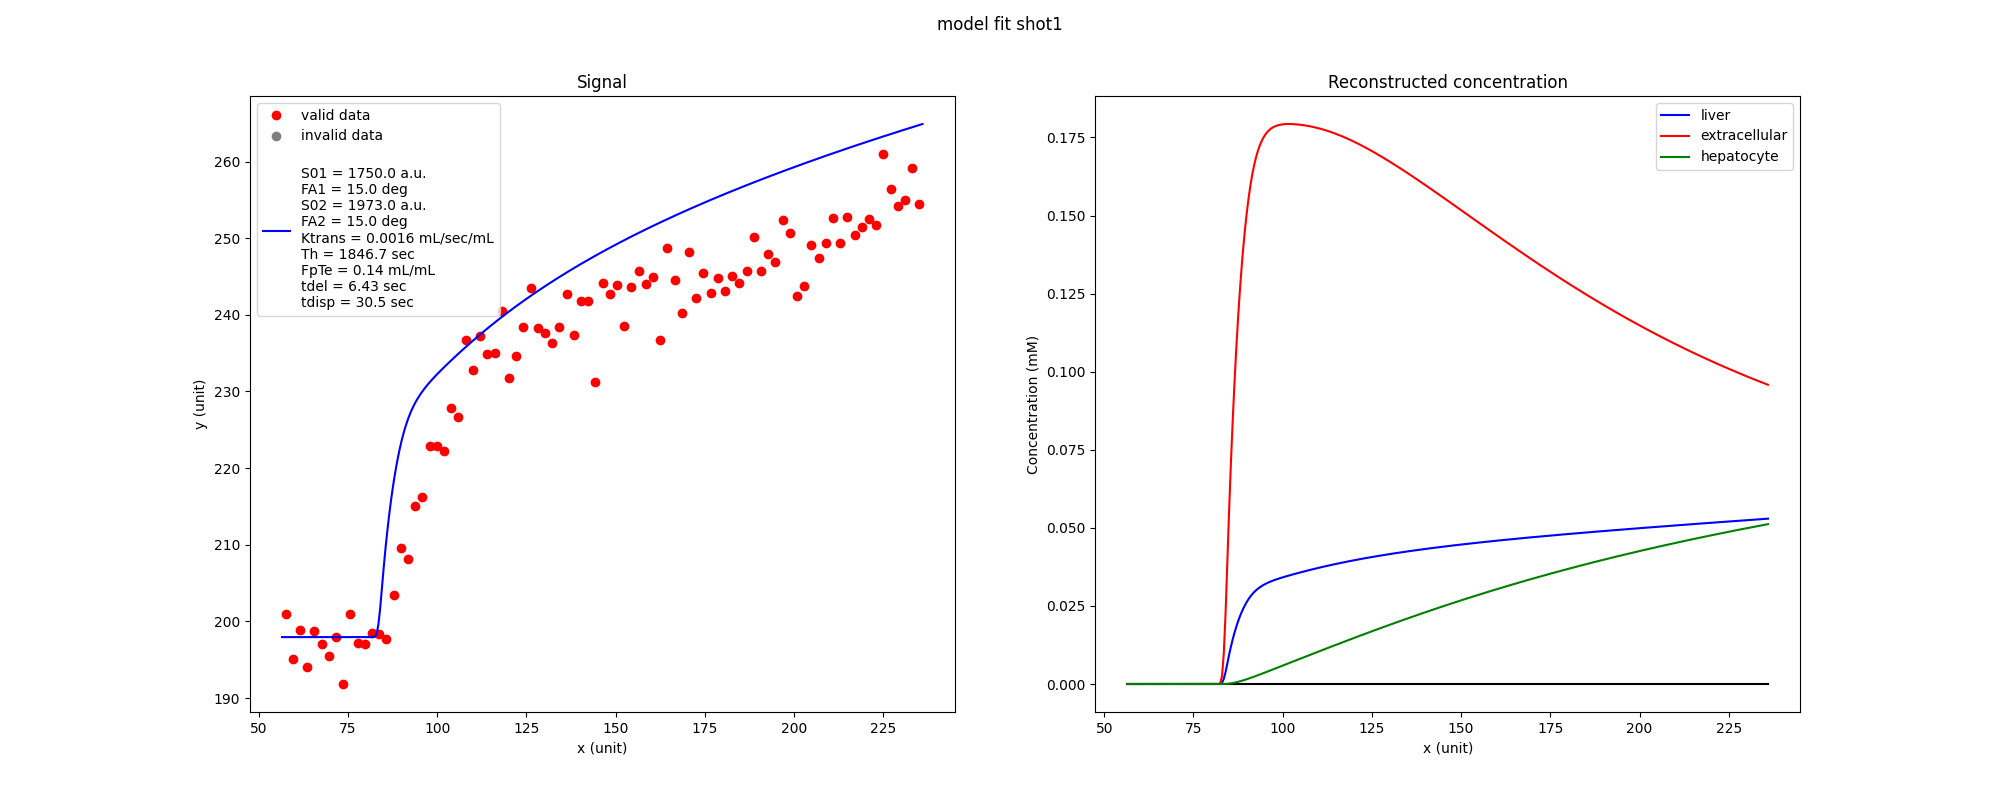 model fit shot1
Signal
valid data
invalid data
S01 = 1750.0 a.u.
FA1 = 15.0 deg
S02 = 1973.0 a.u.
FA2 = 15.0 deg
Ktrans = 0.0016 mL/sec/mL
Th = 1846.7 sec
FpTe = 0.14 mL/mL
tdel = 6.43 sec
tdisp = 30.5 sec
y (unit)
260
250
240
230
220
210
200
190
50
75
100
125
150
175
200
225
x (unit)
Reconstructed concentration
liver
extracellular
hepatocyte
Concentration (mM)
0.175
0.150
0.125
0.100
0.075
0.050
0.025
0.000
50
75
100
125
150
175
200
225
x (unit)